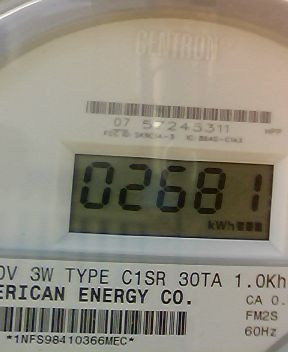 CENTRON
07 57245311
02681
kWh
0V 3W TYPE C1SR 30TA 1.0Kh
ERICAN ENERGY CO. CA 0.
FM2S
60Hz
*1NFS98410366MEC*